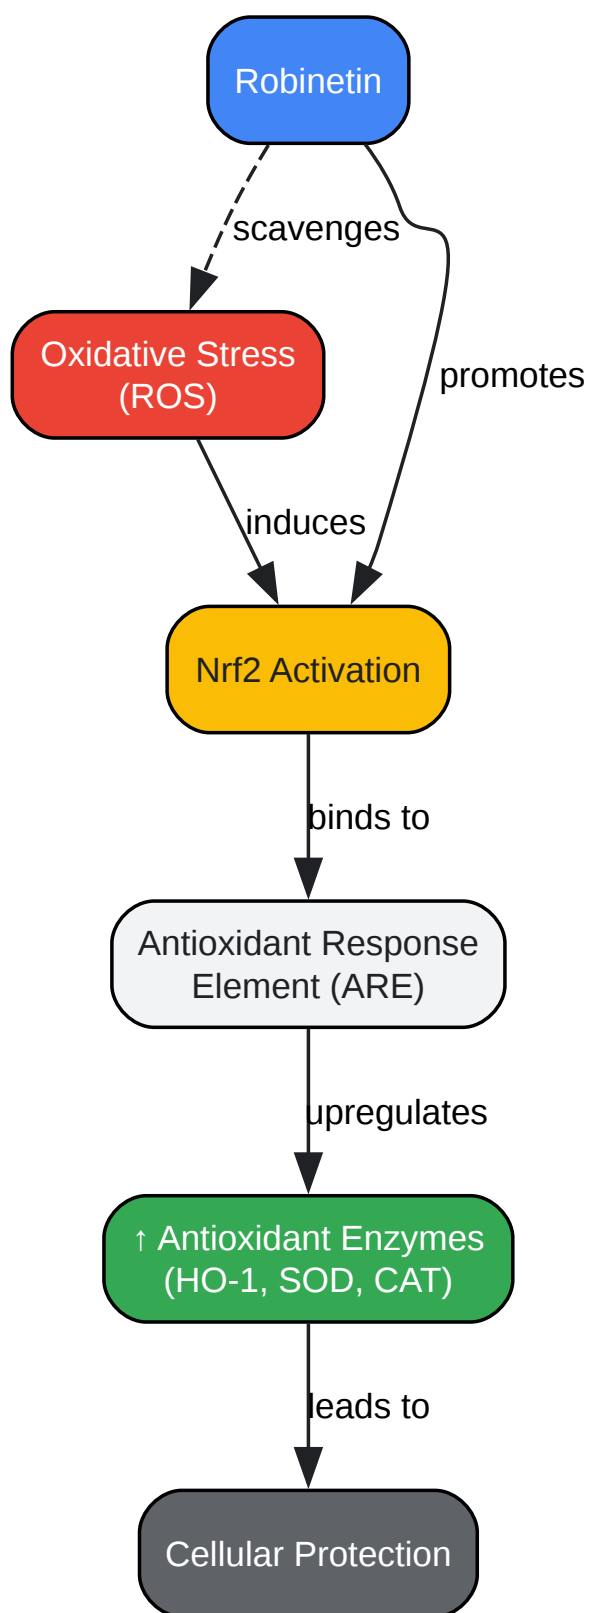 Robinetin
scavenges
Oxidative Stress
(ROS)
promotes
induces
Nrf2 Activation
binds to
Antioxidant Response
Element (ARE)
upregulates
↑ Antioxidant Enzymes
(HO-1, SOD, CAT)
leads to
Cellular Protection